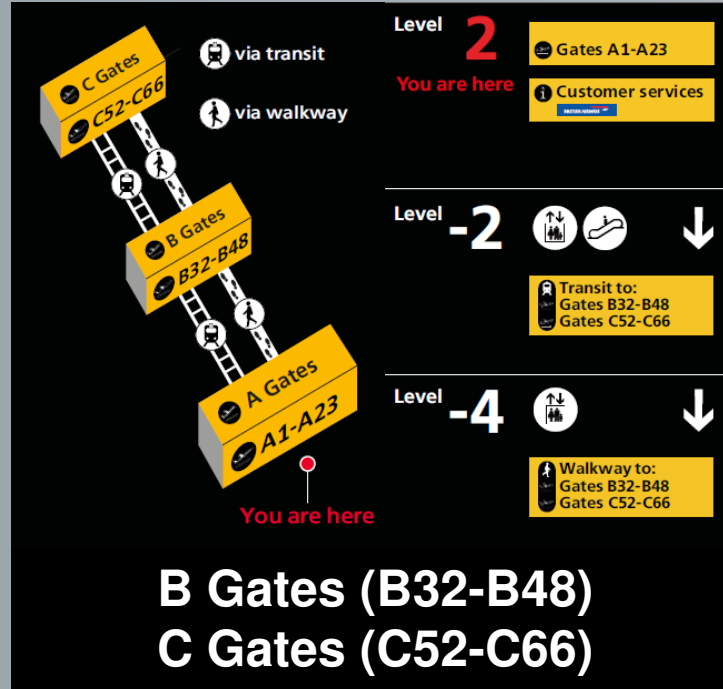 C Gates
C52-C66
via transit
via walkway
B Gates
B32-B48
A Gates
A1-A23
You are here
Level 2
You are here
Gates A1-A23
Customer services
BRITISH AIRWAYS
Level -2
Transit to:
Gates B32-B48
Gates C52-C66
Level -4
Walkway to:
Gates B32-B48
Gates C52-C66
B Gates (B32-B48)
C Gates (C52-C66)